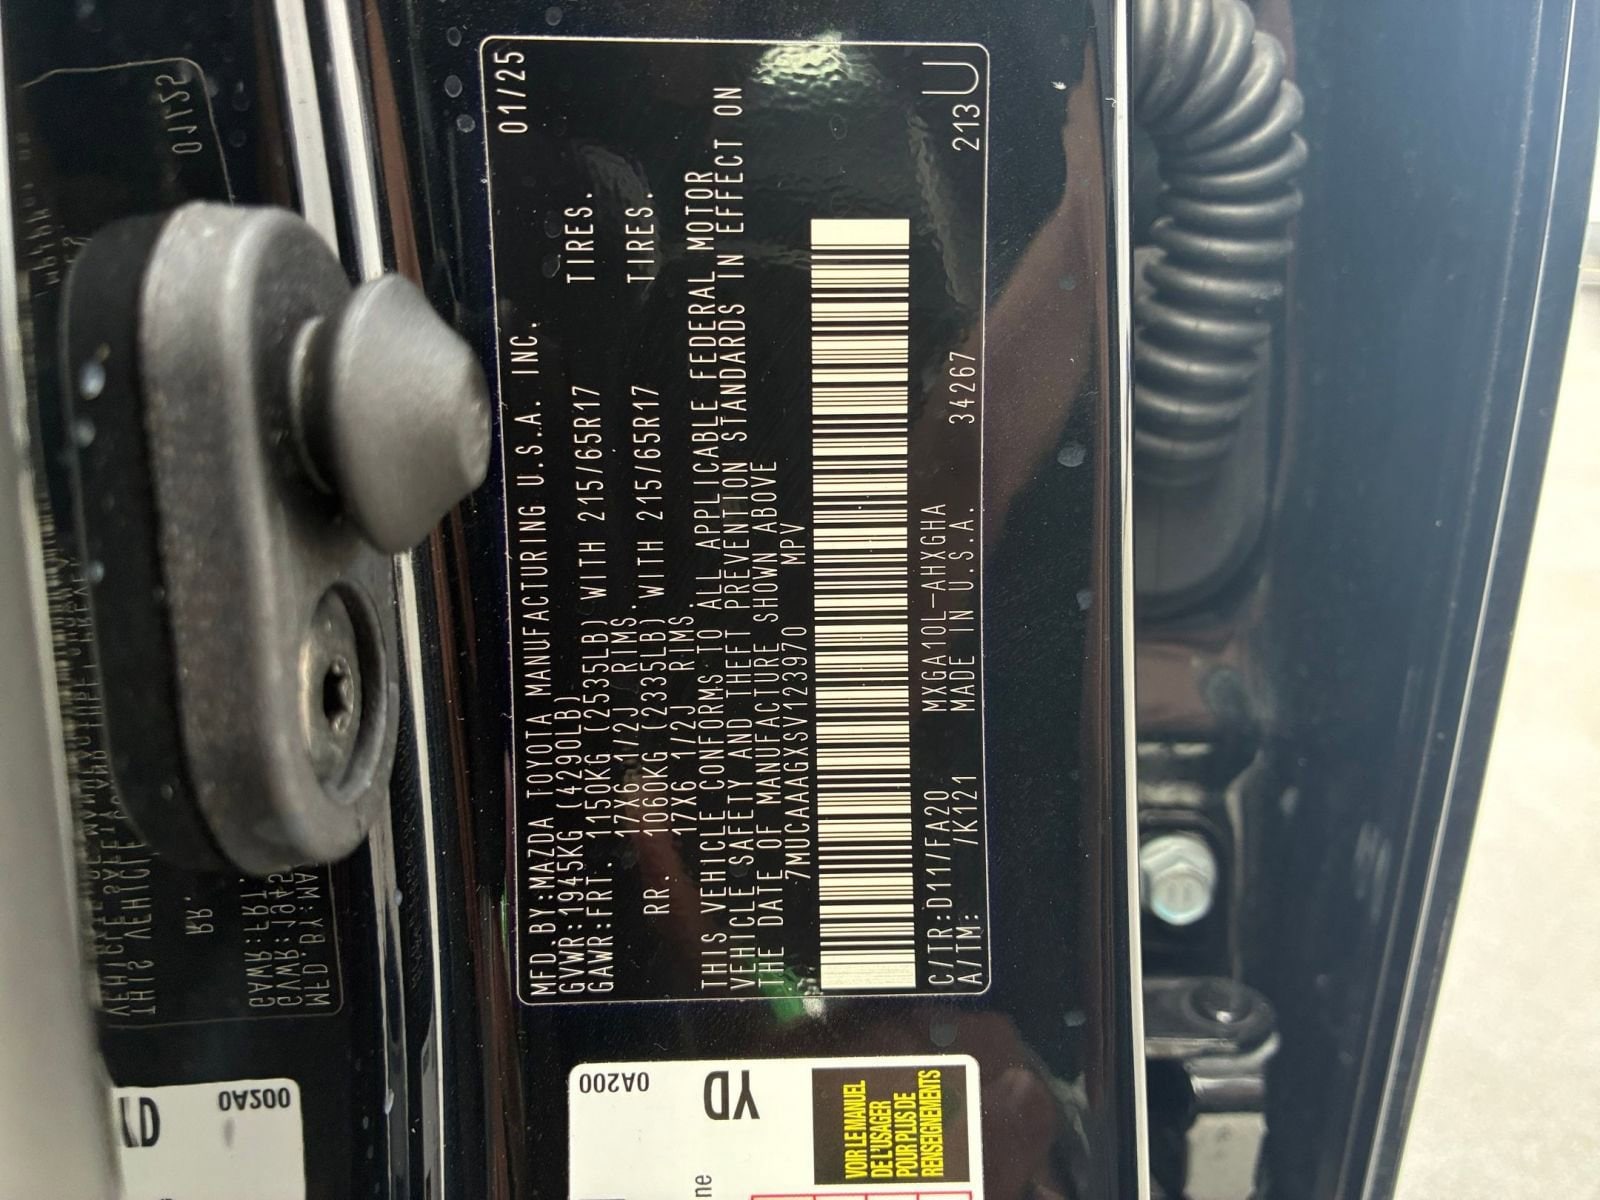 01/25
MFD.BY:MAZDA TOYOTA MANUFACTURING U.S.A. INC.
GVWR:1945KG (4290LB)
GAWR:FRT. 1150KG (2535LB) WITH 215/65R17 TIRES.
17X6 1/2J RIMS.
RR. 1060KG (2335LB) WITH 215/65R17 TIRES.
17X6 1/2J RIMS.
THIS VEHICLE CONFORMS TO ALL APPLICABLE FEDERAL MOTOR
VEHICLE SAFETY AND THEFT PREVENTION STANDARDS IN EFFECT ON
THE DATE OF MANUFACTURE SHOWN ABOVE
7MUCAAAGXSV123970 MPV
C/TR:D11/FA20 MXGA10L-AHXGHA 34267 213U
A/TM: /K121 MADE IN U.S.A.
0A200
YD
VOIR LE MANUEL
DE L'USAGER
POUR PLUS DE
RENSEIGNEMENTS